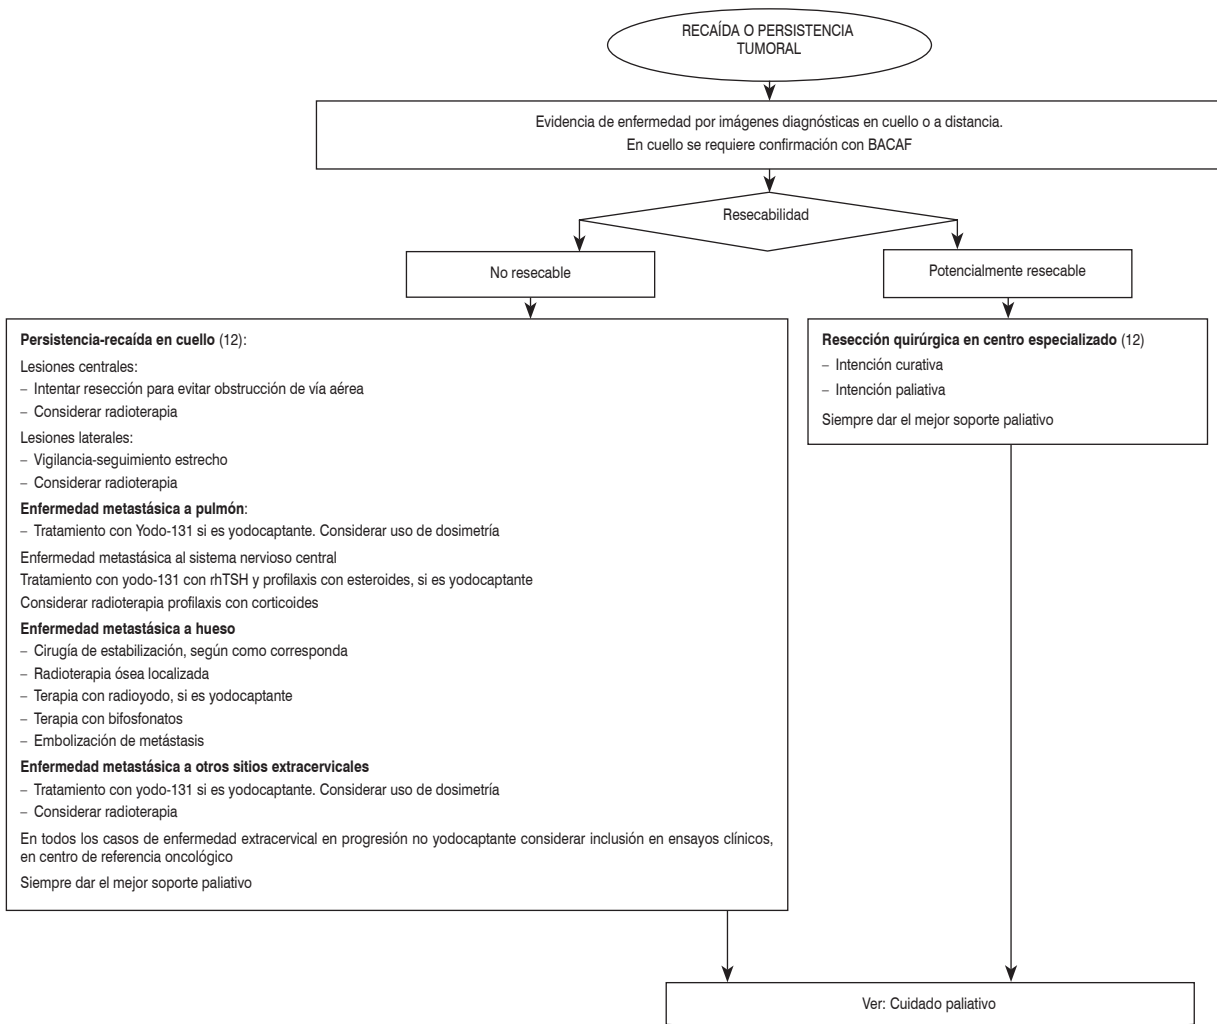 RECAÍDA O PERSISTENCIA
TUMORAL
Evidencia de enfermedad por imágenes diagnósticas en cuello o a distancia.
En cuello se requiere confirmación con BACAF
Resecabilidad
No resecable
Potencialmente resecable
Persistencia-recaída en cuello (12):
Lesiones centrales:
– Intentar resección para evitar obstrucción de vía aérea
– Considerar radioterapia
Lesiones laterales:
– Vigilancia-seguimiento estrecho
– Considerar radioterapia
Enfermedad metastásica a pulmón:
– Tratamiento con Yodo-131 si es yodocaptante. Considerar uso de dosimetría
Enfermedad metastásica al sistema nervioso central
Tratamiento con yodo-131 con rhTSH y profilaxis con esteroides, si es yodocaptante
Considerar radioterapia profilaxis con corticoides
Enfermedad metastásica a hueso
– Cirugía de estabilización, según como corresponda
– Radioterapia ósea localizada
– Terapia con radioyodo, si es yodocaptante
– Terapia con bifosfonatos
– Embolización de metástasis
Enfermedad metastásica a otros sitios extracervicales
– Tratamiento con yodo-131 si es yodocaptante. Considerar uso de dosimetría
– Considerar radioterapia
En todos los casos de enfermedad extracervical en progresión no yodocaptante considerar inclusión en ensayos clínicos,
en centro de referencia oncológico
Siempre dar el mejor soporte paliativo
Resección quirúrgica en centro especializado (12)
– Intención curativa
– Intención paliativa
Siempre dar el mejor soporte paliativo
Ver: Cuidado paliativo